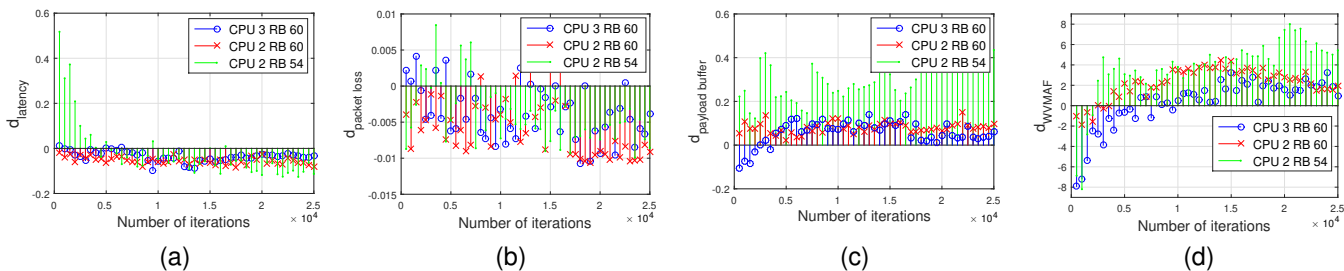 0.6
0.4
0.2
0
-0.2
d_latency
0
0.5
1
1.5
2
2.5
× 10^4
Number of iterations
CPU 3 RB 60
CPU 2 RB 60
CPU 2 RB 54
(a)
0.01
0.005
0
-0.005
-0.01
-0.015
d_packet loss
0
0.5
1
1.5
2
2.5
× 10^4
Number of iterations
CPU 3 RB 60
CPU 2 RB 60
CPU 2 RB 54
(b)
0.6
0.4
0.2
0
-0.2
d_payload buffer
0
0.5
1
1.5
2
2.5
× 10^4
Number of iterations
CPU 3 RB 60
CPU 2 RB 60
CPU 2 RB 54
(c)
8
6
4
2
0
-2
-4
-6
-8
d_WMAF
0
0.5
1
1.5
2
2.5
× 10^4
Number of iterations
CPU 3 RB 60
CPU 2 RB 60
CPU 2 RB 54
(d)